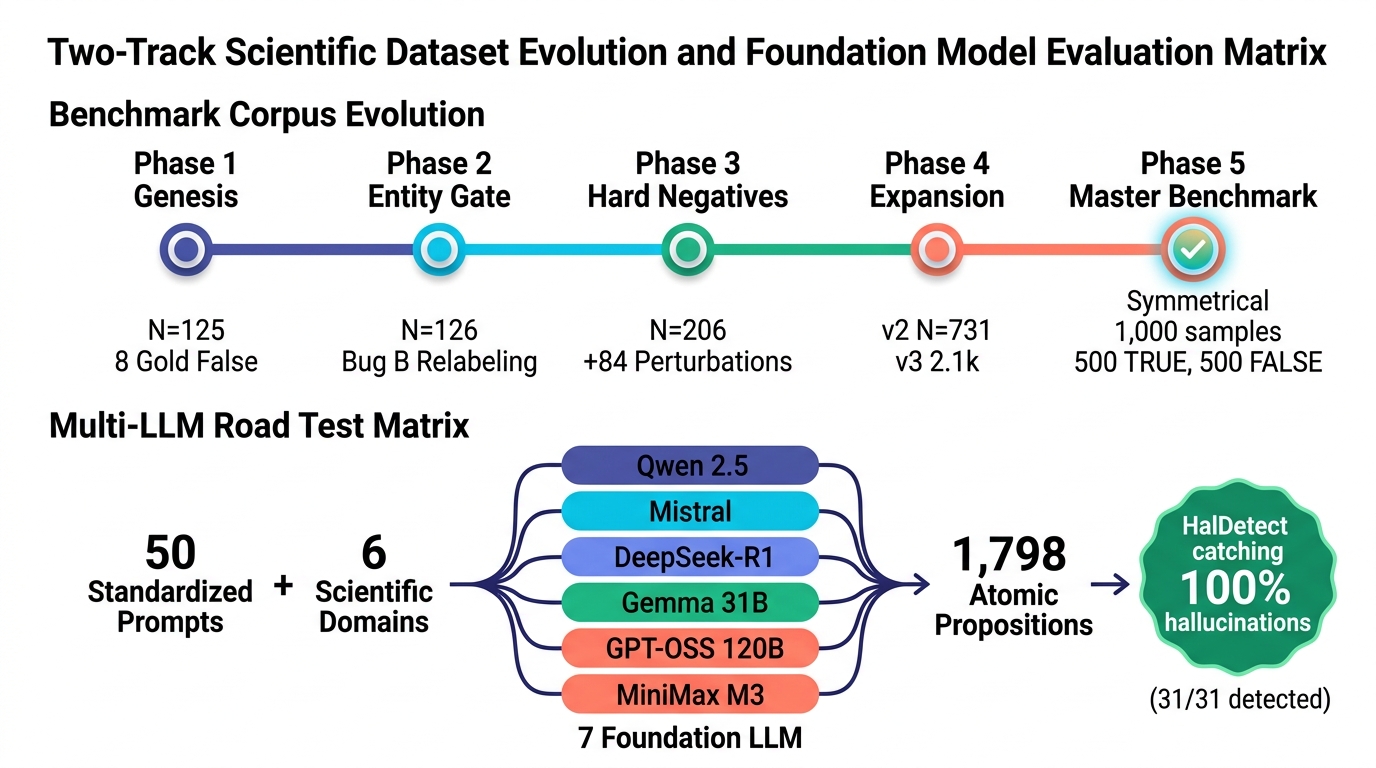 Two-Track Scientific Dataset Evolution and Foundation Model Evaluation Matrix
Benchmark Corpus Evolution
Phase 1
Genesis
N=125
8 Gold False
Phase 2
Entity Gate
N=126
Bug B Relabeling
Phase 3
Hard Negatives
N=206
+84 Perturbations
Phase 4
Expansion
v2 N=731
v3 2.1k
Phase 5
Master Benchmark
Symmetrical
1,000 samples
500 TRUE, 500 FALSE
Multi-LLM Road Test Matrix
50
Standardized
Prompts
+
6
Scientific
Domains
Qwen 2.5
Mistral
DeepSeek-R1
Gemma 31B
GPT-OSS 120B
MiniMax M3
7 Foundation LLM
1,798
Atomic
Propositions
HalDetect
catching
100%
hallucinations
(31/31 detected)